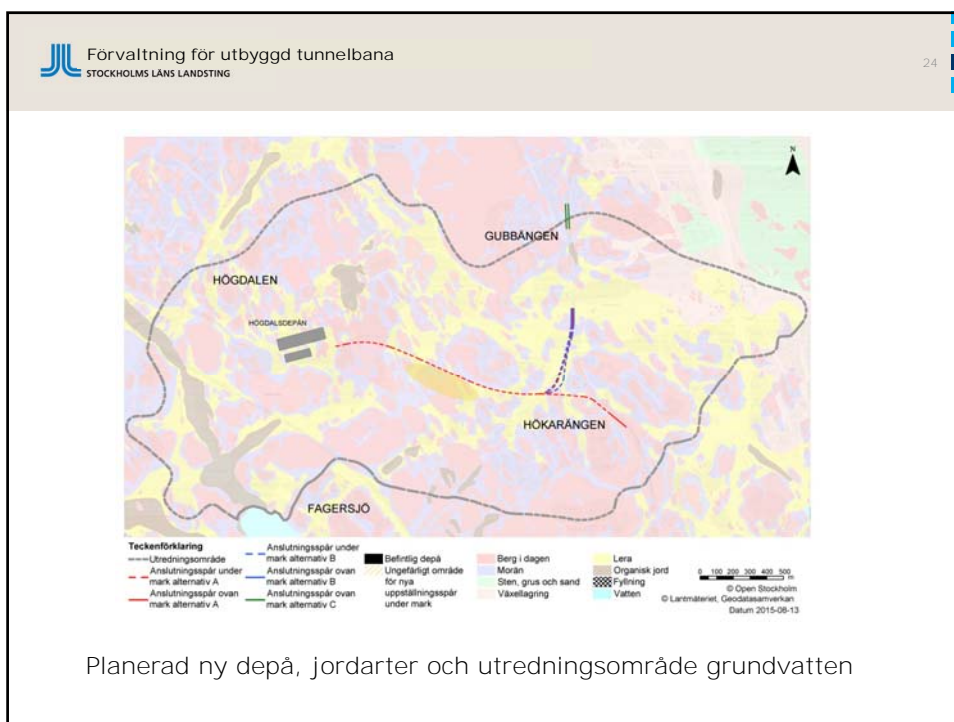 Förvaltning för utbyggd tunnelbana
STOCKHOLMS LÄNS LANDSTING
24
N
GUBBÄNGEN
HÖGDALEN
HÖGDALSDEPÅN
HÖKARÄNGEN
FAGERSJÖ
Teckenförklaring
Utredningsområde
Anslutningsspår under
mark alternativ A
Anslutningsspår ovan
mark alternativ A
Anslutningsspår under
mark alternativ B
Anslutningsspår ovan
mark alternativ B
Anslutningsspår ovan
mark alternativ C
Befintlig depå
Ungefärligt område
för nya
uppställningsspår
under mark
Berg i dagen
Morän
Sten, grus och sand
Växellagring
Lera
Organisk jord
Fyllning
Vatten
0 100 200 300 400 500
m
© Open Stockholm
© Lantmäteriet, Geodatasamverkan
Datum 2015-08-13
Planerad ny depå, jordarter och utredningsområde grundvatten